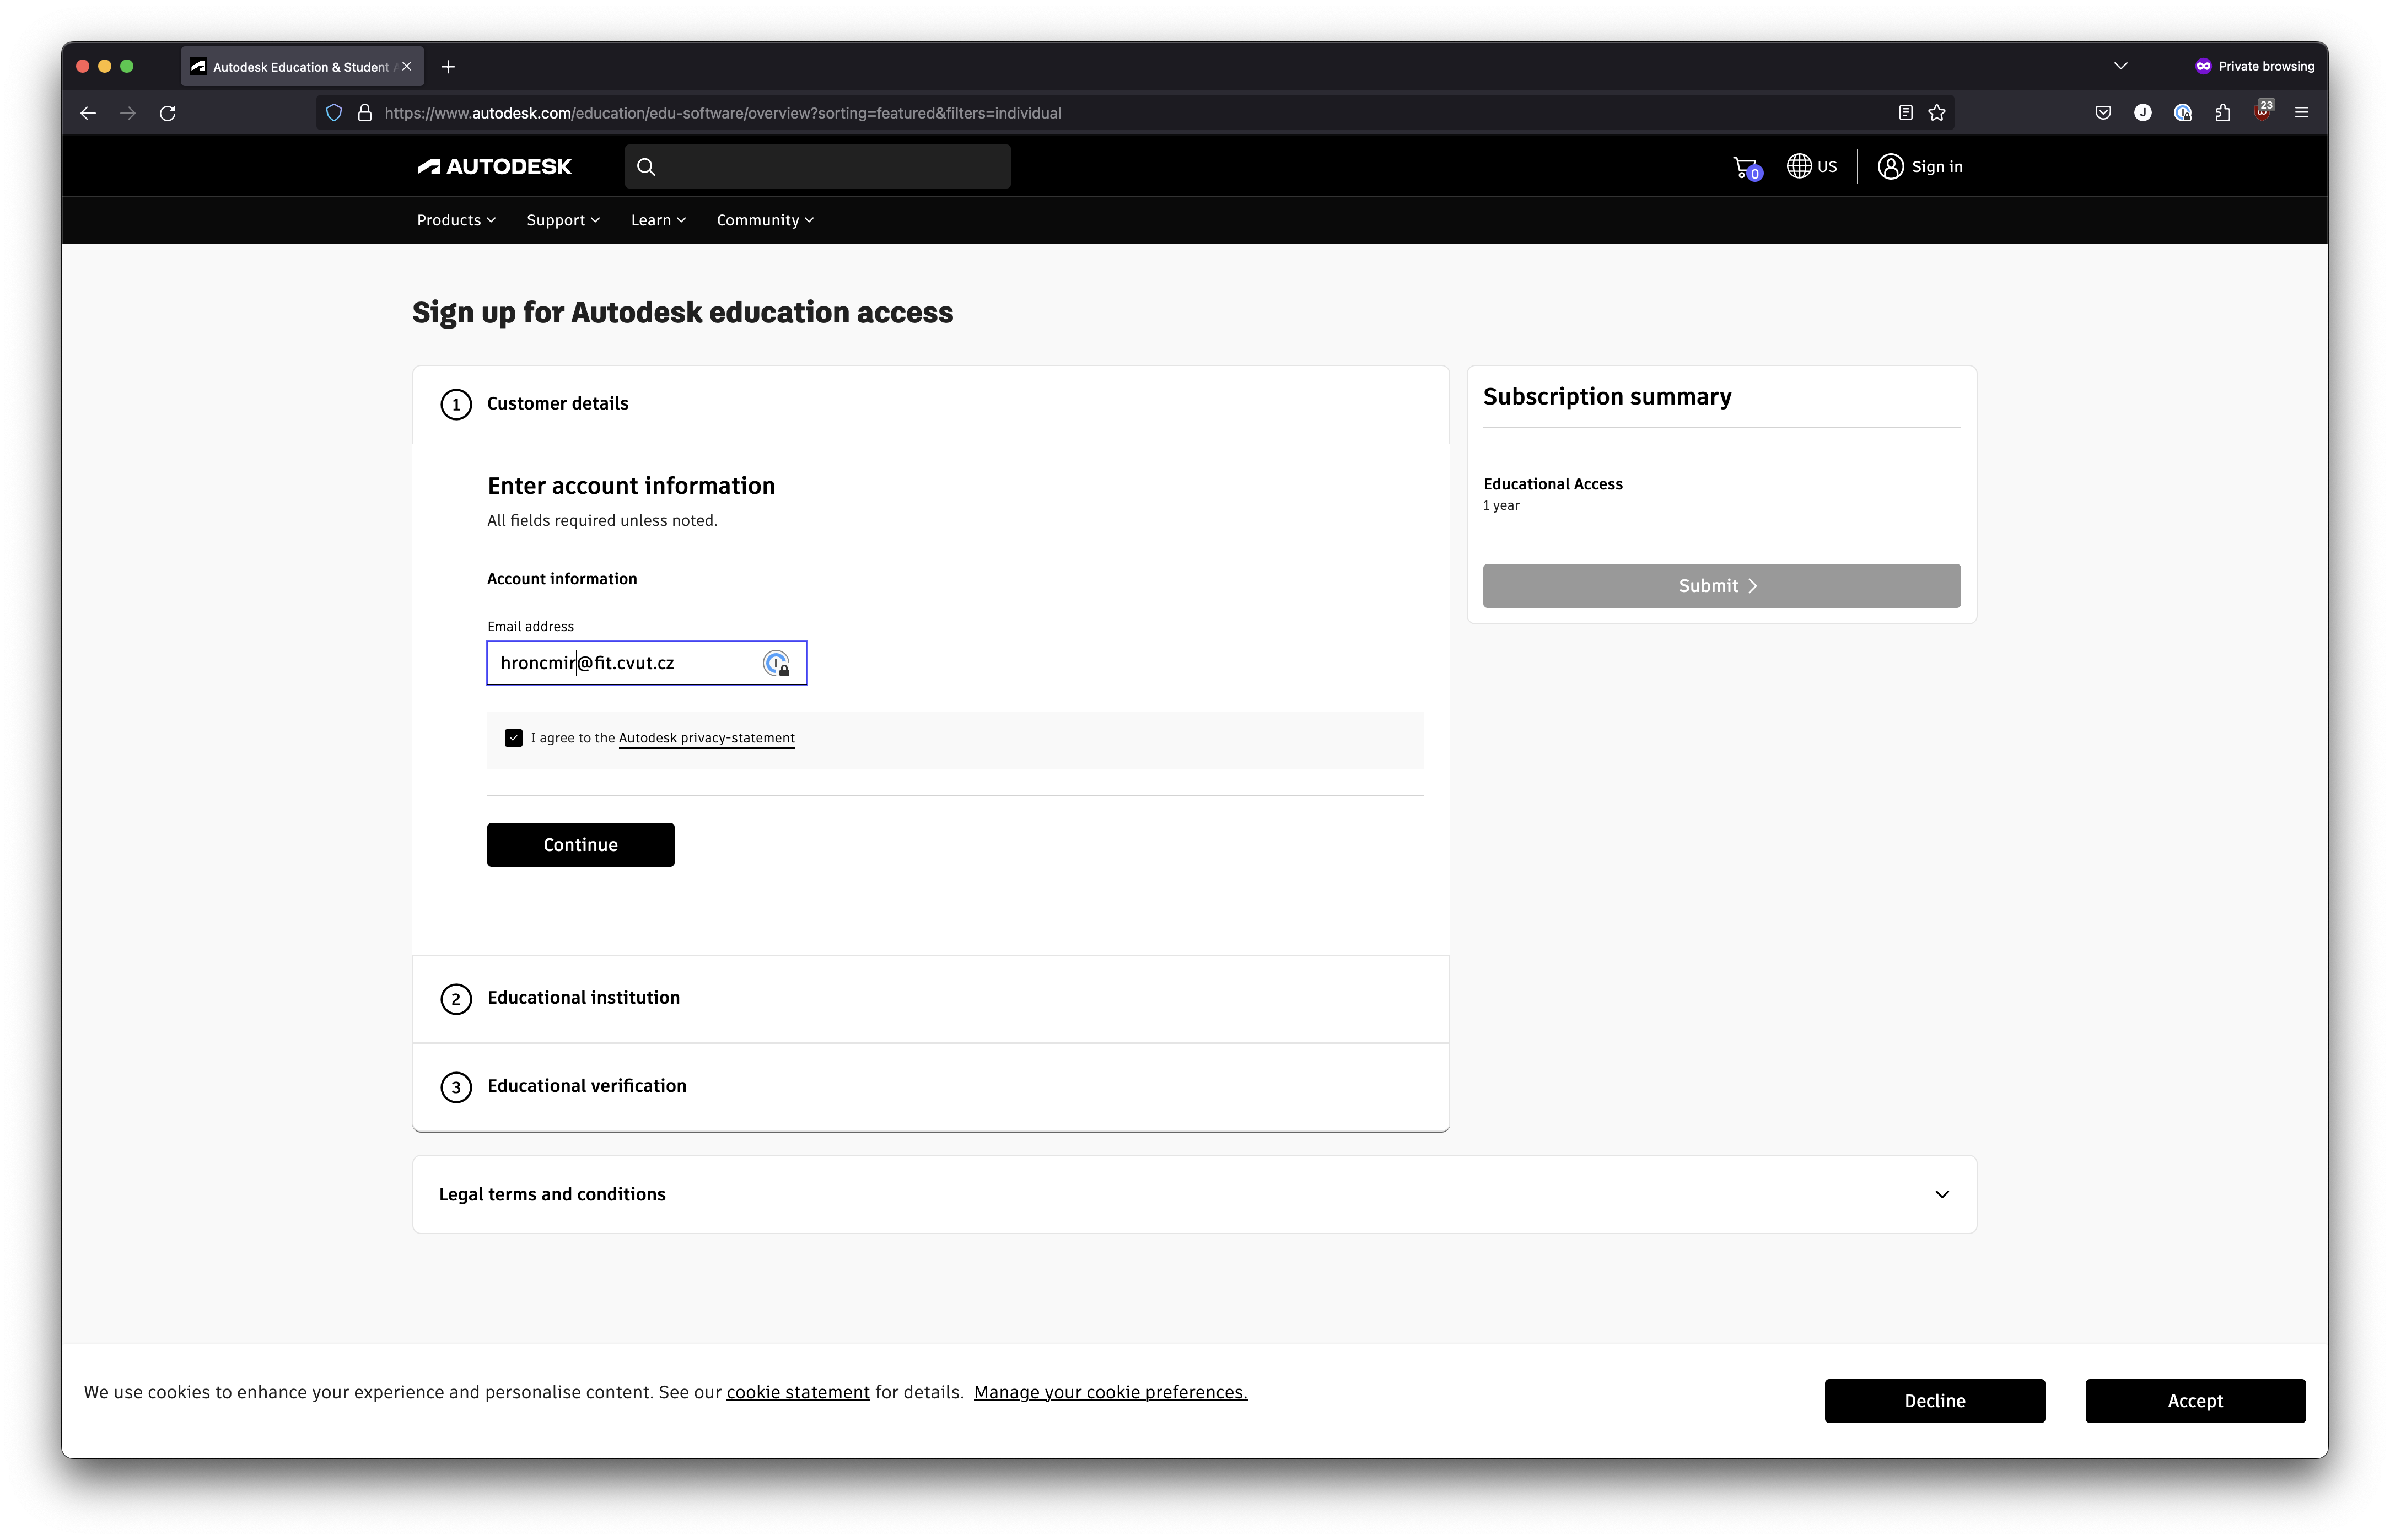 Autodesk Education & Student
Private browsing
https://www.autodesk.com/education/edu-software/overview?sorting=featured&filters=individual
23
AUTODESK
0
US
Sign in
Products
Support
Learn
Community
Sign up for Autodesk education access
1
Customer details
Enter account information
All fields required unless noted.
Account information
Email address
hroncmir@fit.cvut.cz
I agree to the Autodesk privacy-statement
Continue
2
Educational institution
3
Educational verification
Subscription summary
Educational Access
1 year
Submit
Legal terms and conditions
We use cookies to enhance your experience and personalise content. See our cookie statement for details. Manage your cookie preferences.
Decline
Accept